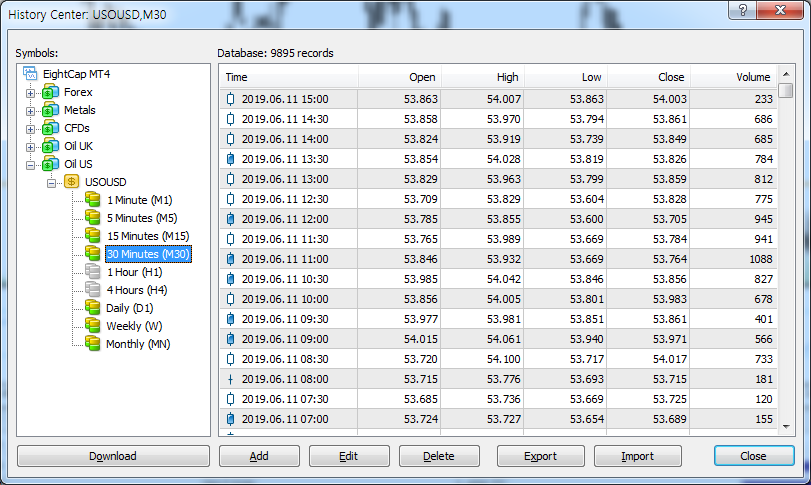 History Center: USOUSD,M30
Symbols:
Database: 9895 records
EightCap MT4
Forex
Metals
CFDs
Oil UK
Oil US
USOUSD
1 Minute (M1)
5 Minutes (M5)
15 Minutes (M15)
30 Minutes (M30)
1 Hour (H1)
4 Hours (H4)
Daily (D1)
Weekly (W)
Monthly (MN)
Time Open High Low Close Volume
2019.06.11 15:00 53.863 54.007 53.863 54.003 233
2019.06.11 14:30 53.858 53.970 53.794 53.861 686
2019.06.11 14:00 53.824 53.919 53.739 53.849 685
2019.06.11 13:30 53.854 54.028 53.819 53.826 784
2019.06.11 13:00 53.829 53.963 53.799 53.859 812
2019.06.11 12:30 53.709 53.829 53.604 53.828 775
2019.06.11 12:00 53.785 53.855 53.600 53.705 945
2019.06.11 11:30 53.765 53.989 53.669 53.784 941
2019.06.11 11:00 53.846 53.932 53.669 53.764 1088
2019.06.11 10:30 53.985 54.042 53.846 53.856 827
2019.06.11 10:00 53.856 54.005 53.801 53.983 678
2019.06.11 09:30 53.977 53.981 53.851 53.861 401
2019.06.11 09:00 54.015 54.061 53.940 53.971 566
2019.06.11 08:30 53.720 54.100 53.717 54.017 733
2019.06.11 08:00 53.715 53.776 53.693 53.715 181
2019.06.11 07:30 53.685 53.736 53.669 53.725 120
2019.06.11 07:00 53.724 53.727 53.654 53.689 155
Download Add Edit Delete Export Import Close